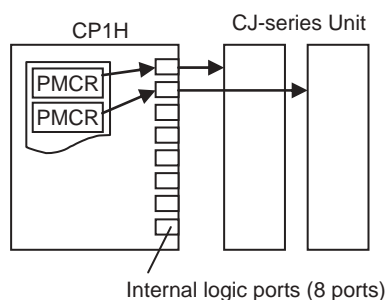 CP1H
CJ-series Unit
PMCR
PMCR
Internal logic ports (8 ports)